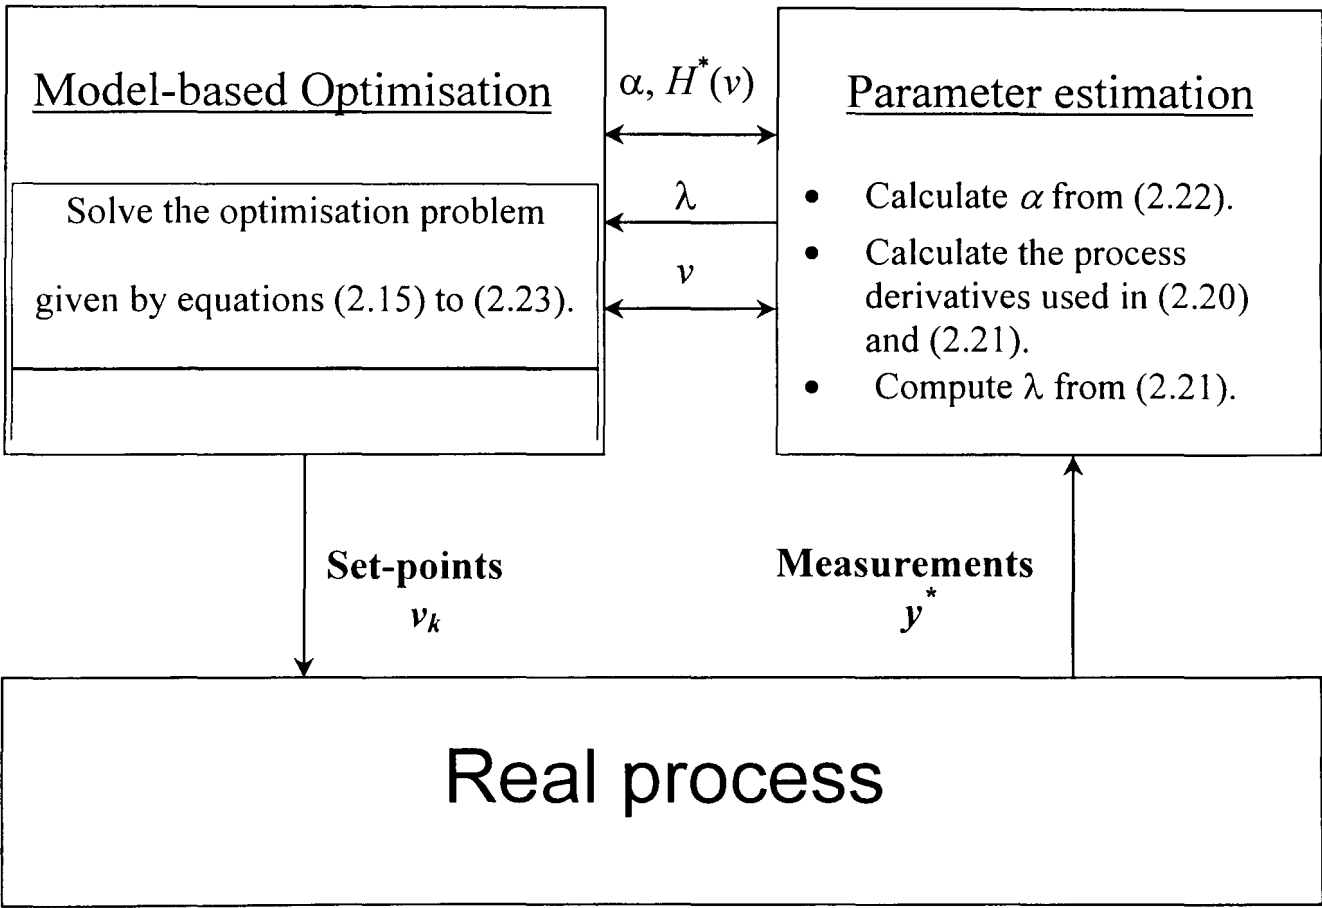 Model-based Optimisation
Solve the optimisation problem
given by equations (2.15) to (2.23).
α, H*(v)
λ
v
Parameter estimation
• Calculate α from (2.22).
• Calculate the process
derivatives used in (2.20)
and (2.21).
• Compute λ from (2.21).
Set-points
vk
Measurements
y*
Real process